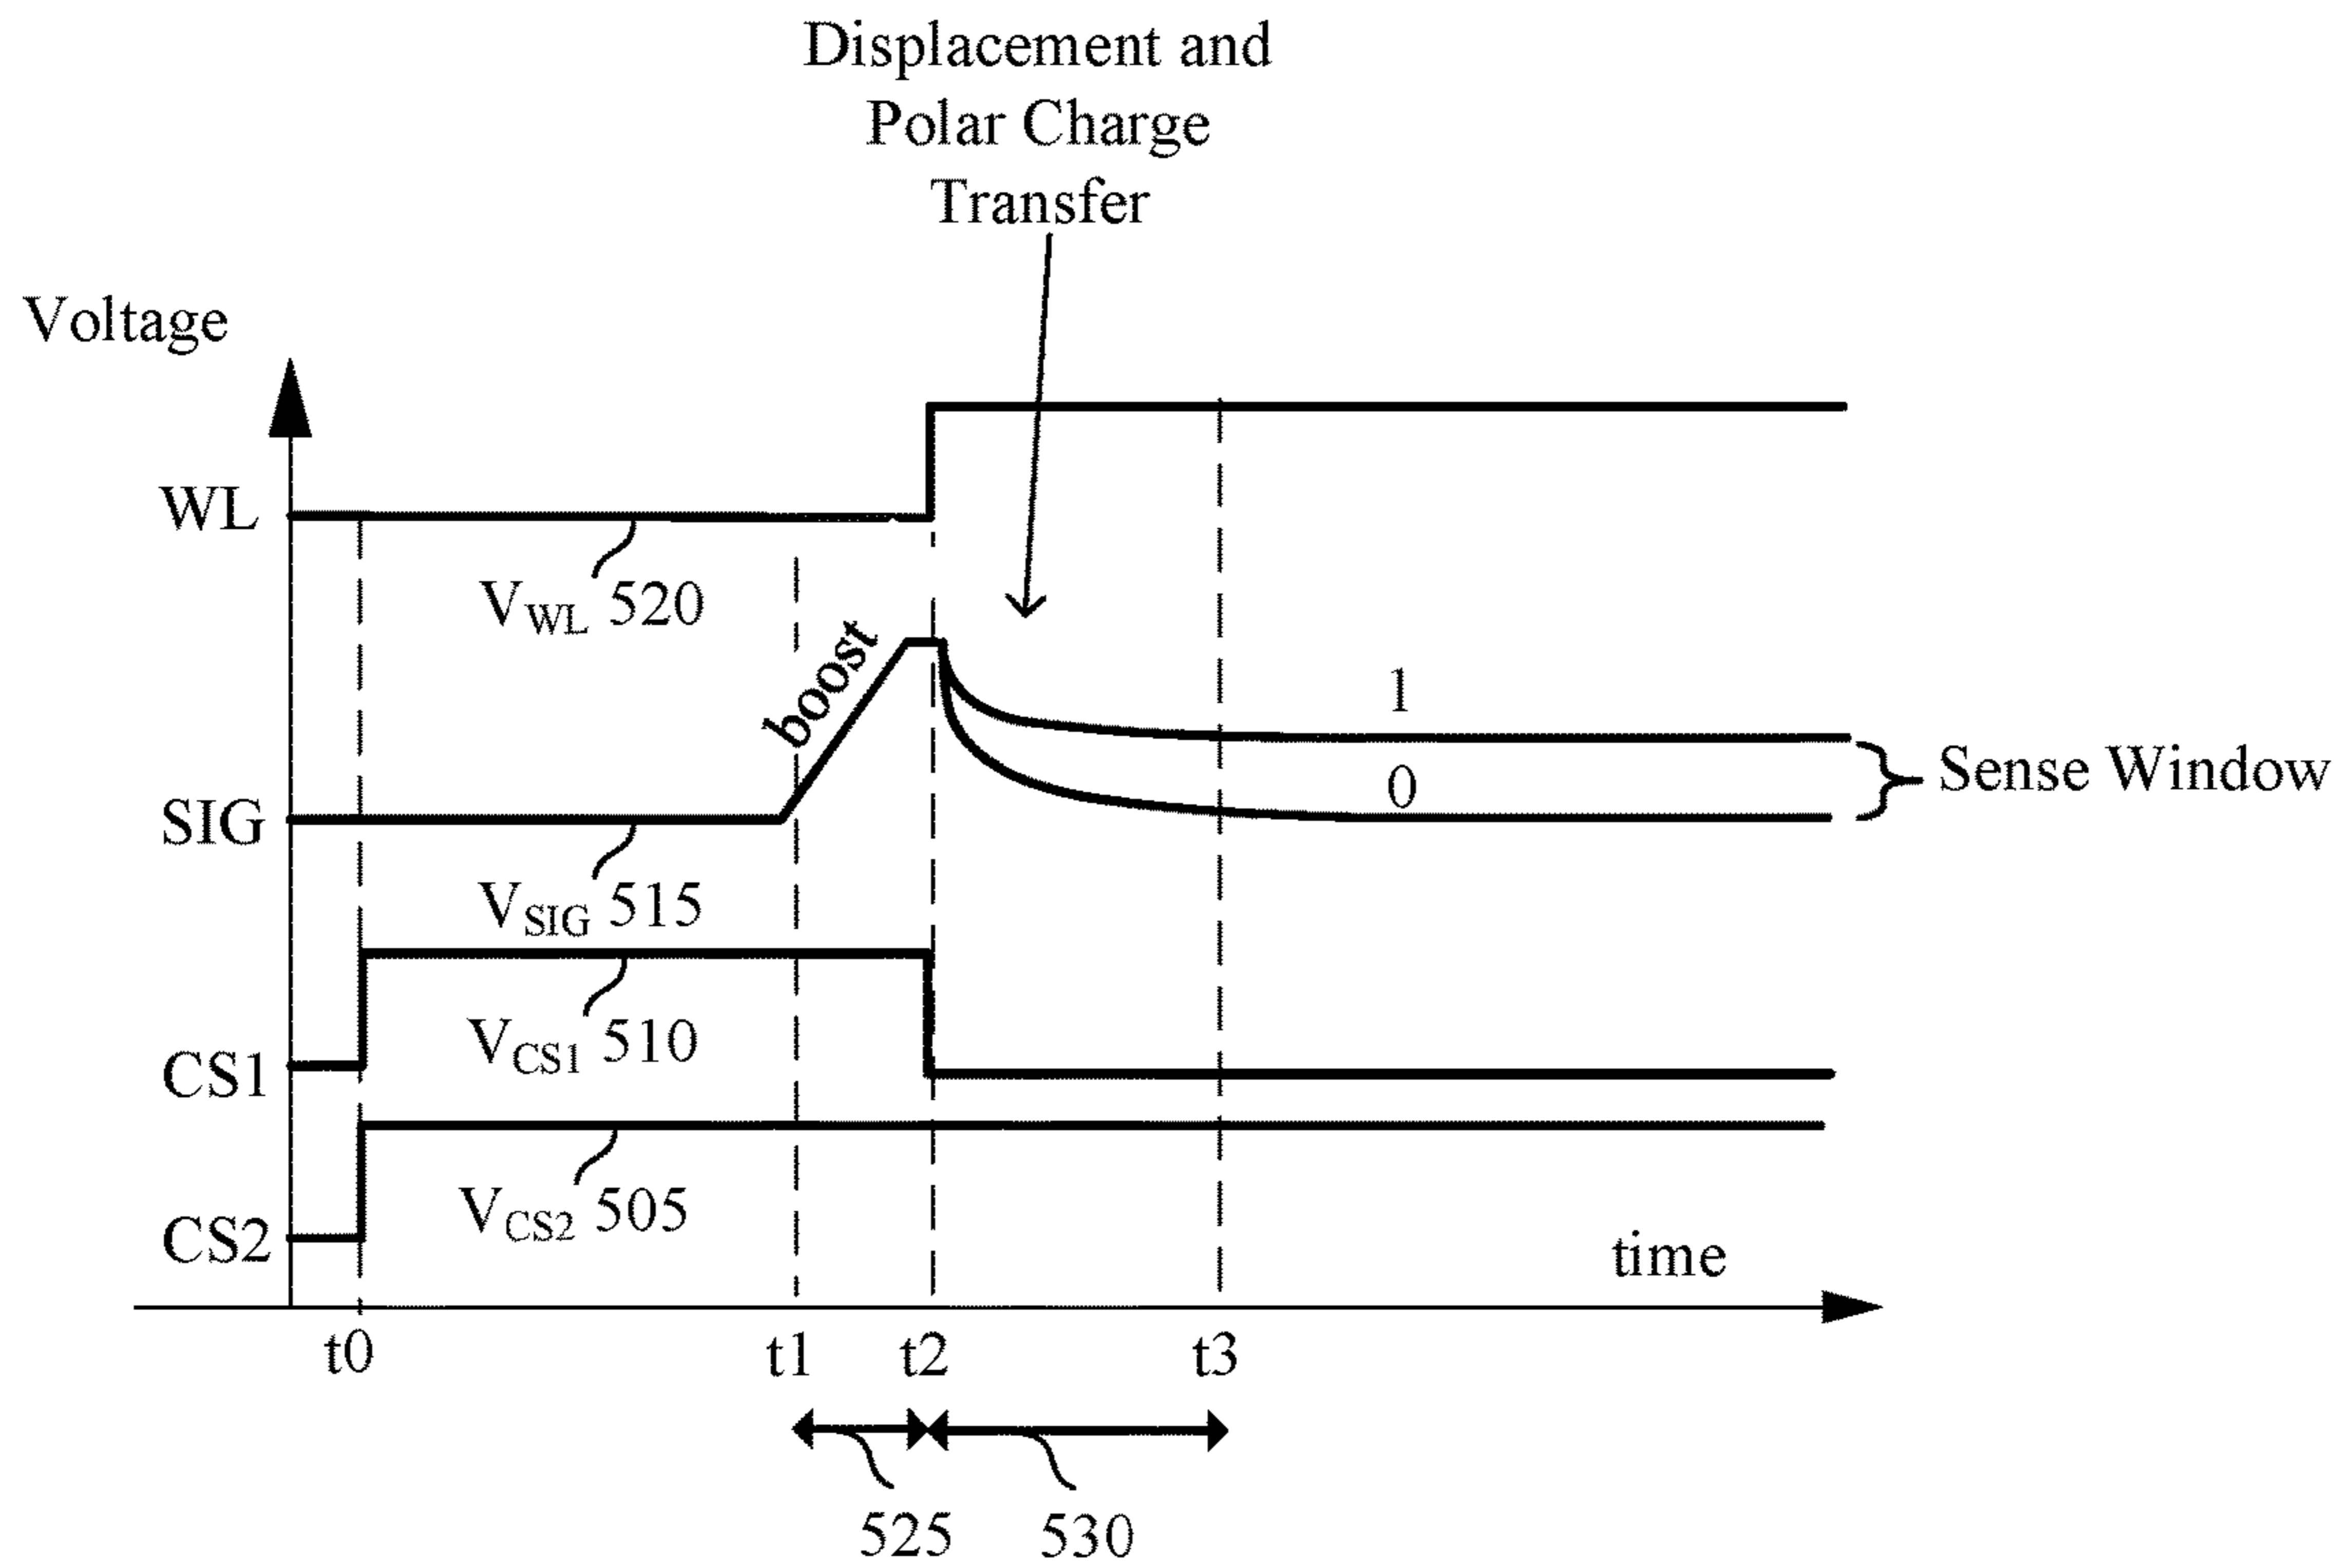 Displacement and
Polar Charge
Transfer
Voltage
WL
V_WL 520
boost
1
0
Sense Window
SIG
V_SIG 515
V_CS1 510
CS1
V_CS2 505
CS2
time
t0 t1 t2 t3
525 530